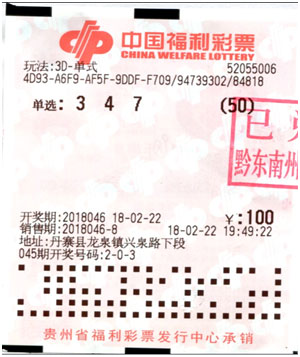 中国福利彩票
CHINA WELFARE LOTTERY
玩法:3D-单式 52055006
4D93-A6F9-AF5F-9DDF-F709/94739302/84818
单选: 3 4 7 (50)
已
黔东南州
开奖期:2018046 18-02-22 ¥:100
销售期:2018046-8 18-02-22 19:49:22
地址:丹寨县龙泉镇兴泉路下段
045期开奖号码:2-0-3
贵州省福利彩票发行中心承销